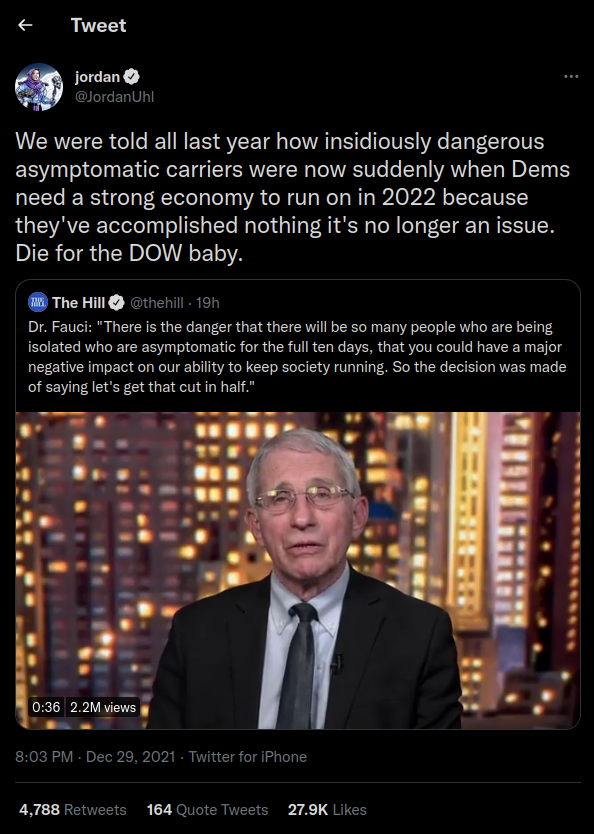 Tweet
jordan
@JordanUhl
We were told all last year how insidiously dangerous
asymptomatic carriers were now suddenly when Dems
need a strong economy to run on in 2022 because
they've accomplished nothing it's no longer an issue.
Die for the DOW baby.
The Hill @thehill · 19h
Dr. Fauci: "There is the danger that there will be so many people who are being
isolated who are asymptomatic for the full ten days, that you could have a major
negative impact on our ability to keep society running. So the decision was made
of saying let's get that cut in half."
0:36 2.2M views
8:03 PM · Dec 29, 2021 · Twitter for iPhone
4,788 Retweets 164 Quote Tweets 27.9K Likes